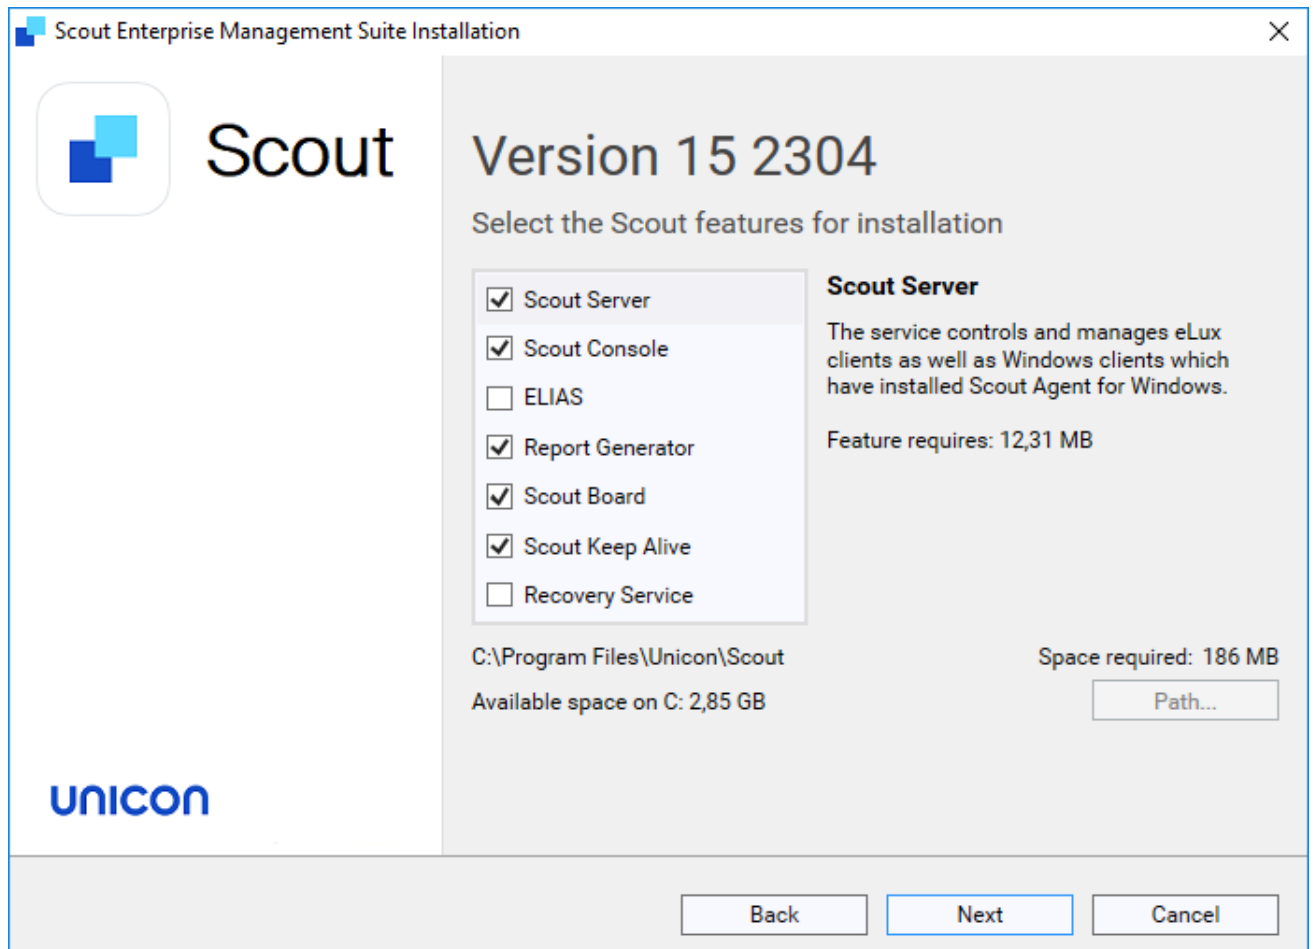 Scout Enterprise Management Suite Installation
Scout
Version 15 2304
Select the Scout features for installation
Scout Server
Scout Console
ELIAS
Report Generator
Scout Board
Scout Keep Alive
Recovery Service
Scout Server
The service controls and manages eLux
clients as well as Windows clients which
have installed Scout Agent for Windows.
Feature requires: 12,31 MB
C:\Program Files\Unicon\Scout
Space required: 186 MB
Available space on C: 2,85 GB
Path...
unicon
Back
Next
Cancel